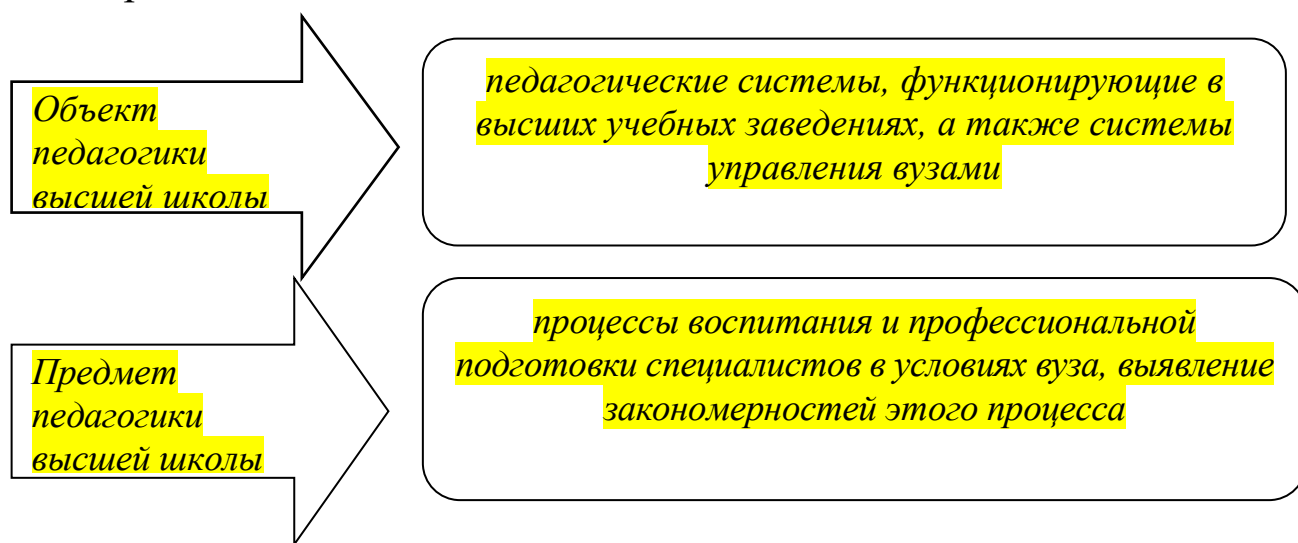 Объект
педагогики
высшей школы
педагогические системы, функционирующие в
высших учебных заведениях, а также системы
управления вузами
Предмет
педагогики
высшей школы
процессы воспитания и профессиональной
подготовки специалистов в условиях вуза, выявление
закономерностей этого процесса